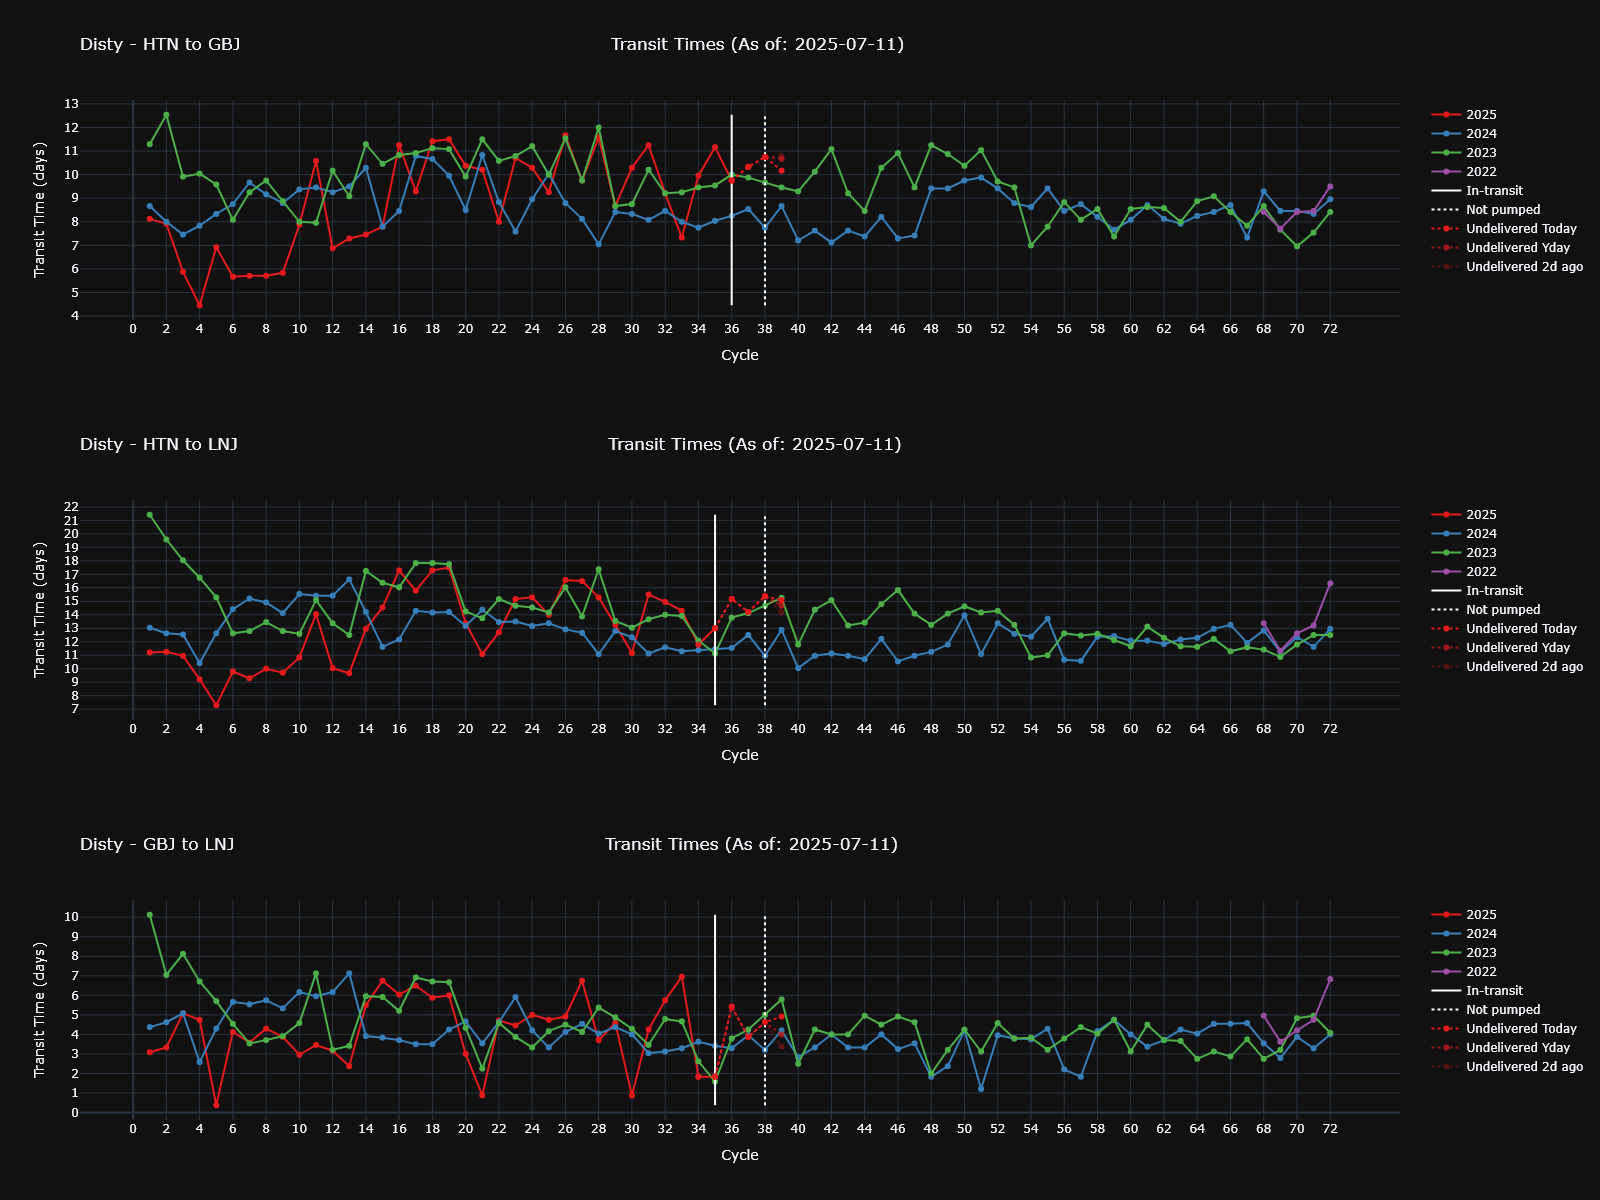 Disty - HTN to GBJ
Transit Times (As of: 2025-07-11)
Transit Time (days)
13
12
11
10
9
8
7
6
5
4
0 2 4 6 8 10 12 14 16 18 20 22 24 26 28 30 32 34 36 38 40 42 44 46 48 50 52 54 56 58 60 62 64 66 68 70 72
Cycle
2025
2024
2023
2022
In-transit
Not pumped
Undelivered Today
Undelivered Yday
Undelivered 2d ago
Disty - HTN to LNJ
Transit Times (As of: 2025-07-11)
Transit Time (days)
22
21
20
19
18
17
16
15
14
13
12
11
10
9
8
7
0 2 4 6 8 10 12 14 16 18 20 22 24 26 28 30 32 34 36 38 40 42 44 46 48 50 52 54 56 58 60 62 64 66 68 70 72
Cycle
2025
2024
2023
2022
In-transit
Not pumped
Undelivered Today
Undelivered Yday
Undelivered 2d ago
Disty - GBJ to LNJ
Transit Times (As of: 2025-07-11)
Transit Time (days)
10
9
8
7
6
5
4
3
2
1
0
0 2 4 6 8 10 12 14 16 18 20 22 24 26 28 30 32 34 36 38 40 42 44 46 48 50 52 54 56 58 60 62 64 66 68 70 72
Cycle
2025
2024
2023
2022
In-transit
Not pumped
Undelivered Today
Undelivered Yday
Undelivered 2d ago